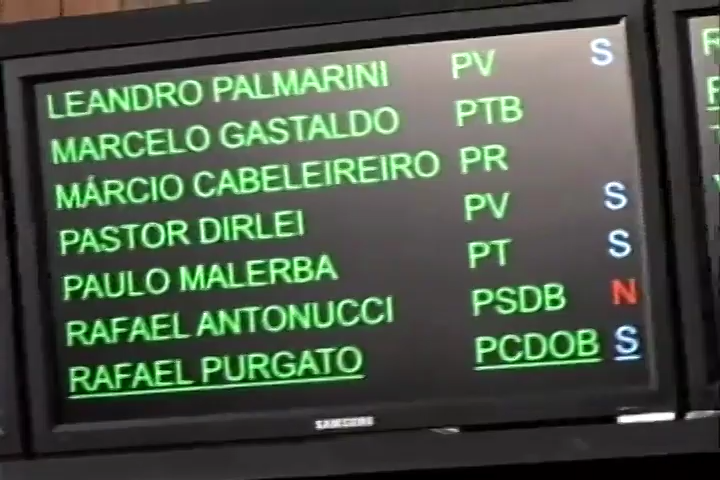 LEANDRO PALMARINI PV S
MARCELO GASTALDO PTB
MÁRCIO CABELEIREIRO PR
PASTOR DIRLEI PV S
PAULO MALERBA PT S
RAFAEL ANTONUCCI PSDB N
RAFAEL PURGATO PCDOB S
SAMSUNG